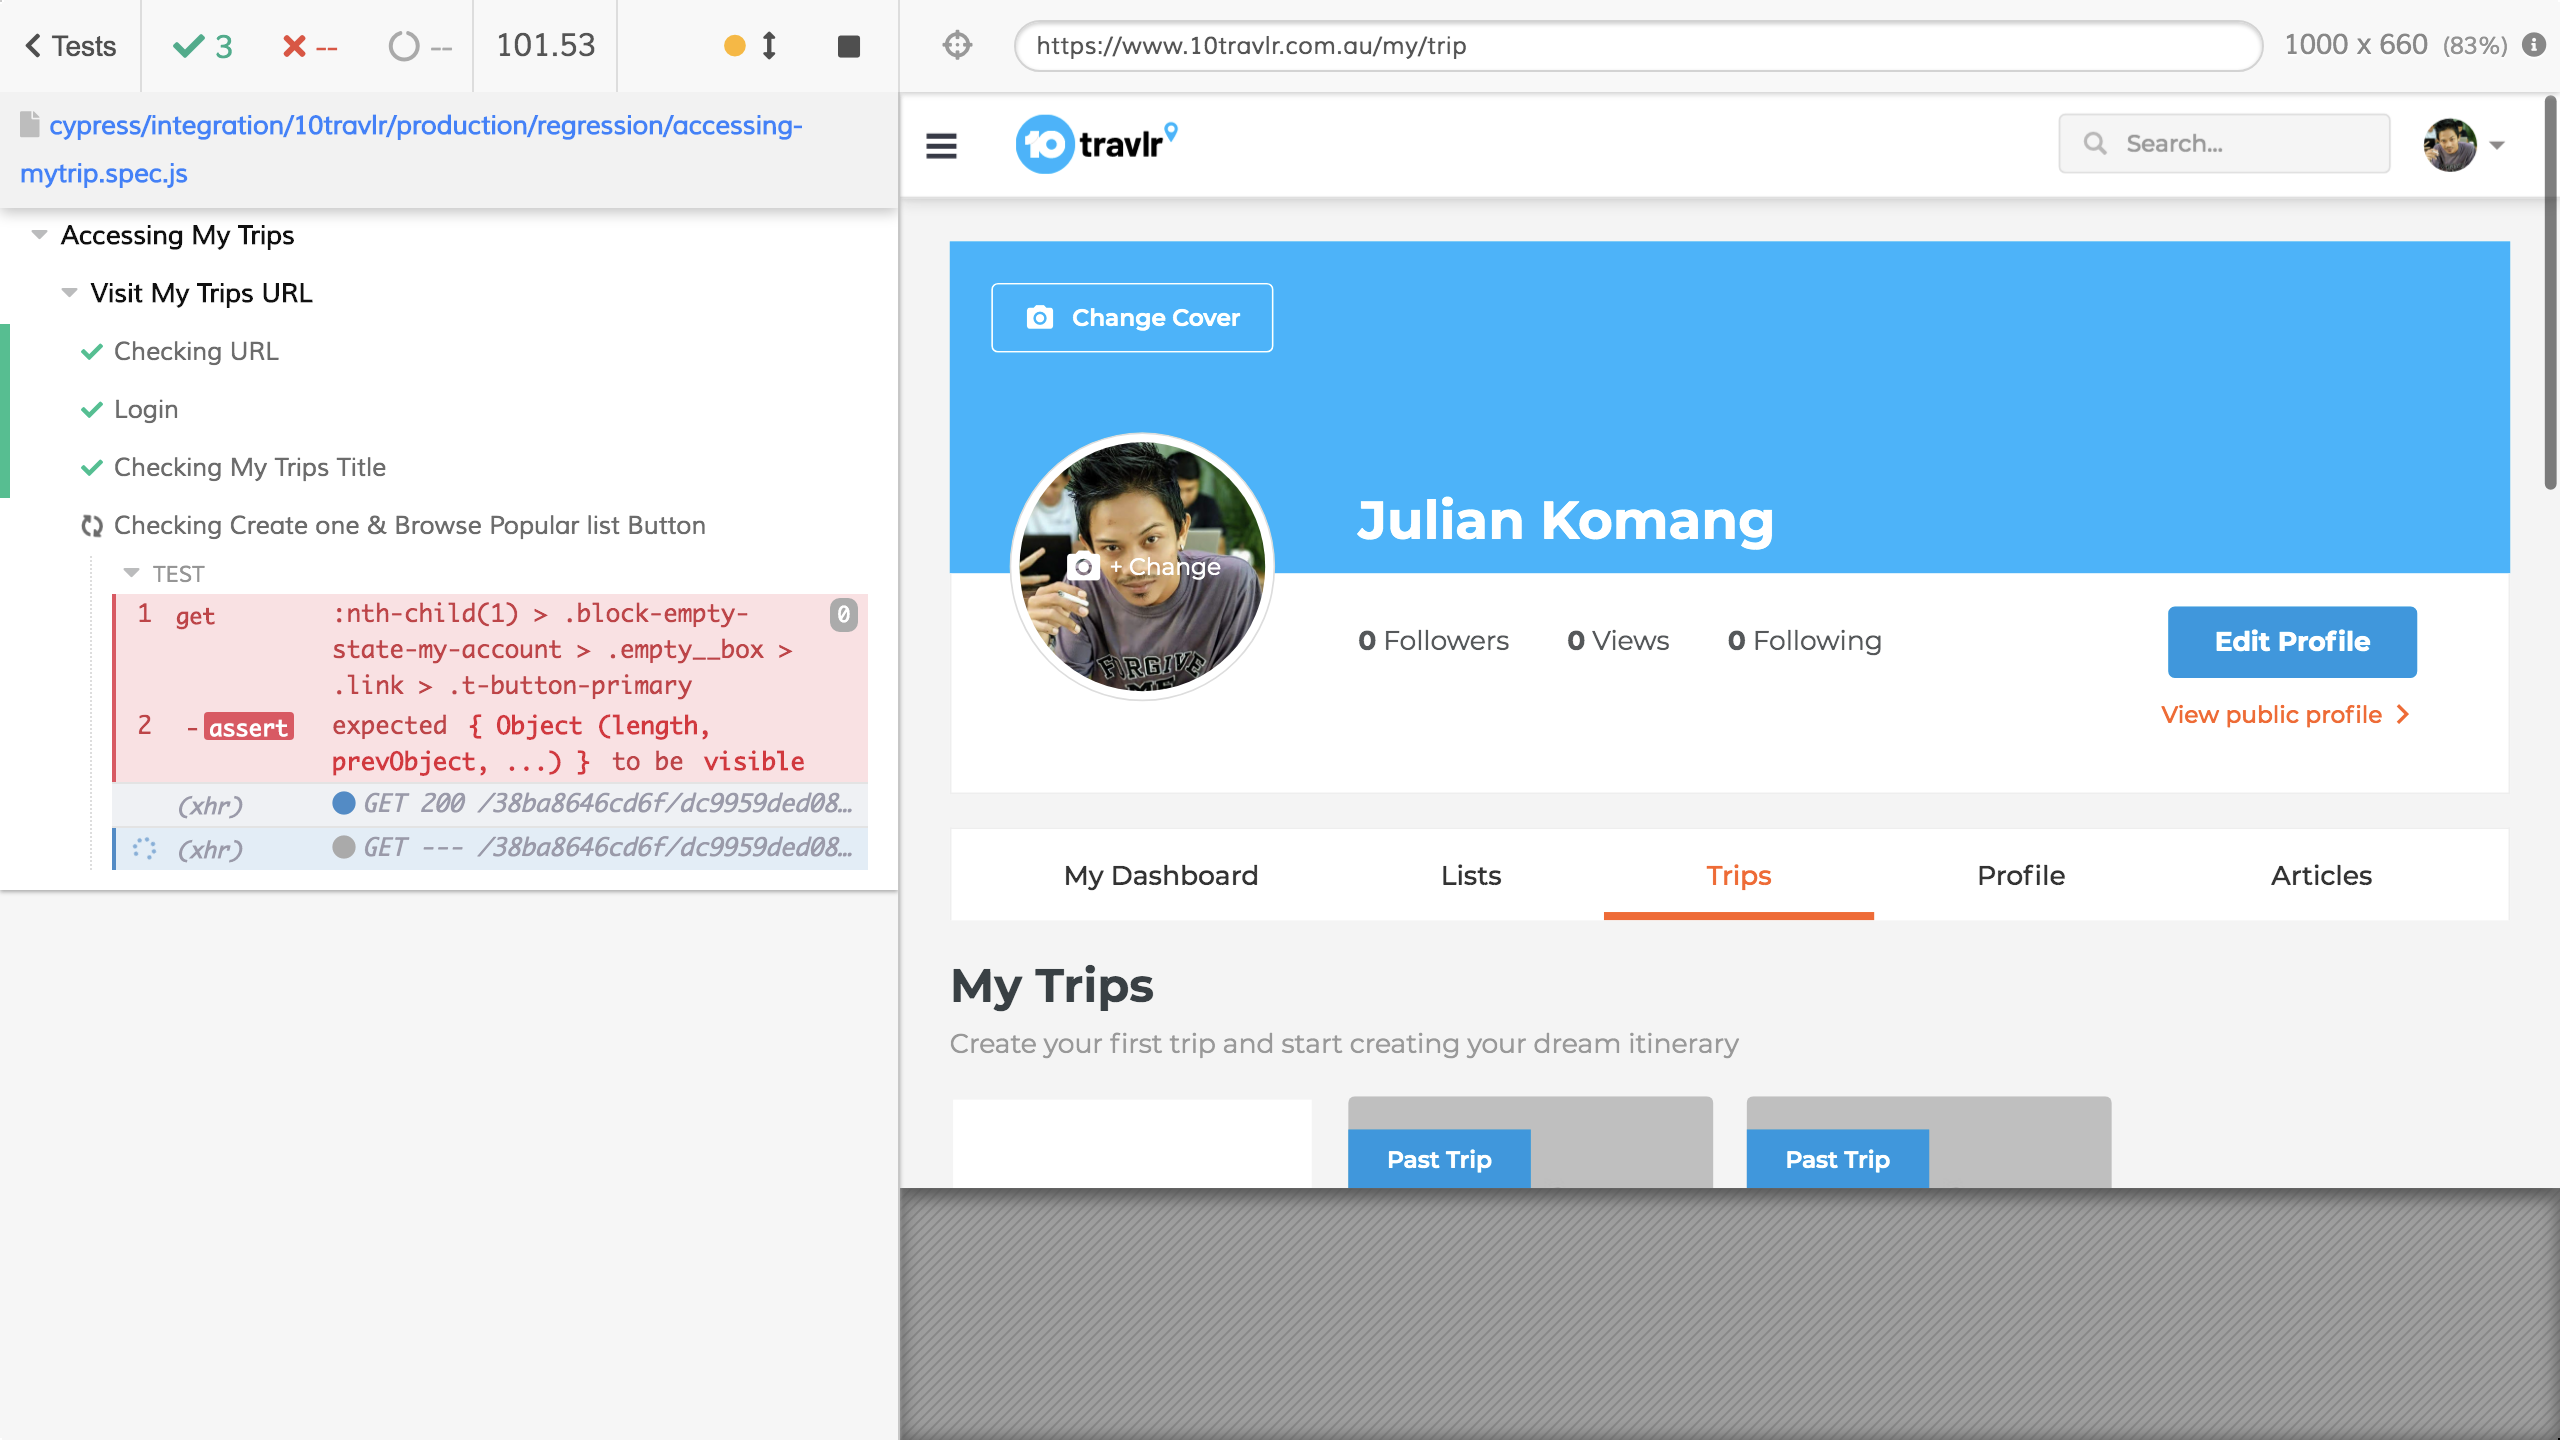 Tests
3
--
--
101.53
https://www.10travlr.com.au/my/trip
1000 x 660 (83%)
cypress/integration/10travlr/production/regression/accessing-
mytrip.spec.js
Accessing My Trips
Visit My Trips URL
Checking URL
Login
Checking My Trips Title
Checking Create one & Browse Popular list Button
TEST
1 get :nth-child(1) > .block-empty- 0
state-my-account > .empty__box >
.link > .t-button-primary
2 -assert expected { Object (length,
prevObject, ...) } to be visible
(xhr) GET 200 /38ba8646cd6f/dc9959ded08...
(xhr) GET --- /38ba8646cd6f/dc9959ded08...
10 travlr
Search...
Change Cover
+ Change
FORGIVE
ME
Julian Komang
0 Followers 0 Views 0 Following
Edit Profile
View public profile
My Dashboard Lists Trips Profile Articles
My Trips
Create your first trip and start creating your dream itinerary
Past Trip
Past Trip